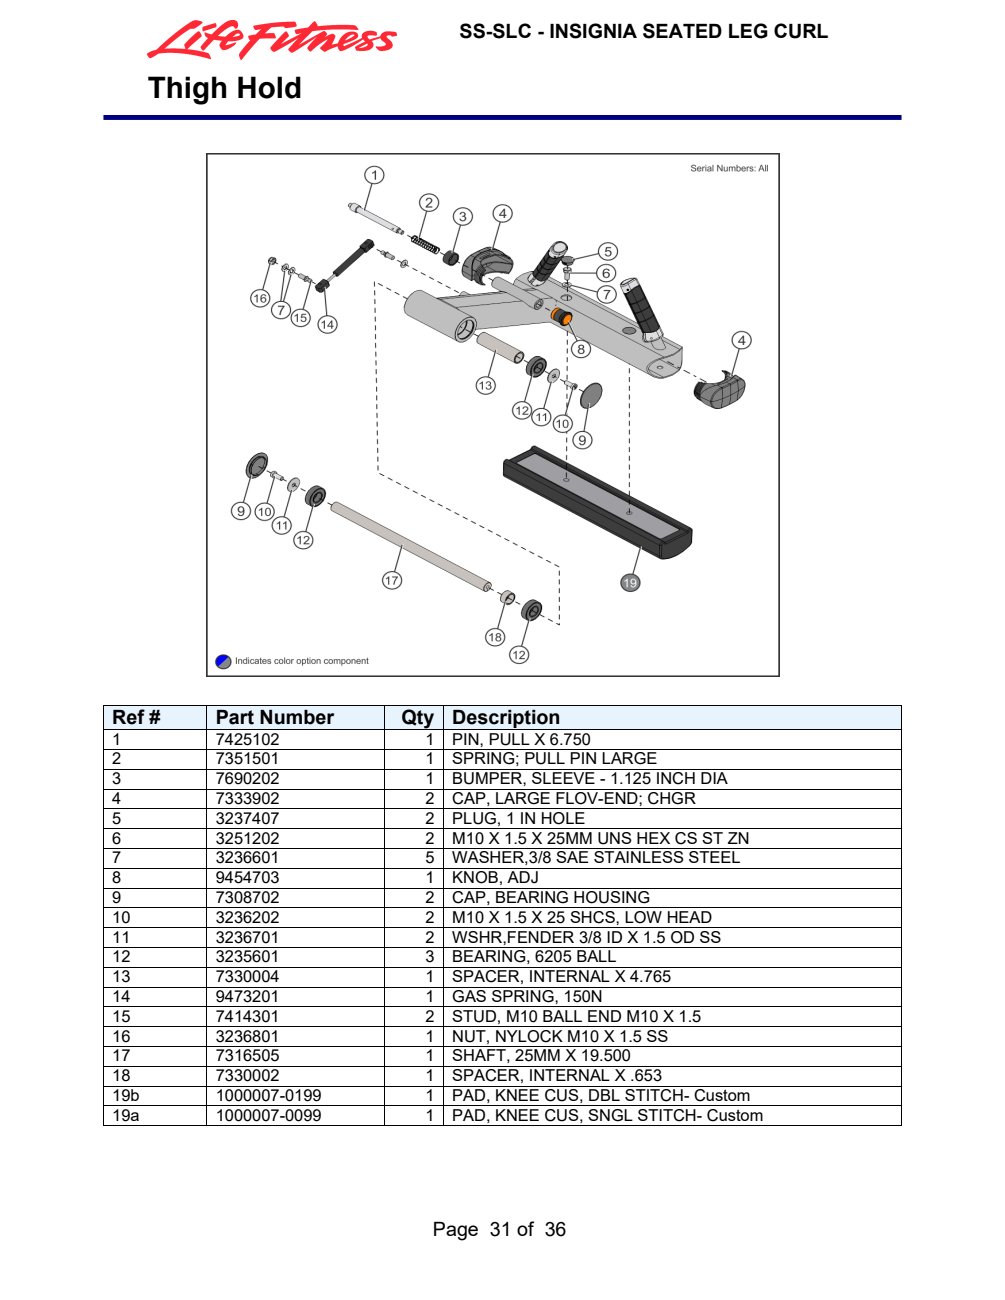 Life Fitness
SS-SLC - INSIGNIA SEATED LEG CURL
Thigh Hold
Serial Numbers: All
1
2
3
4
5
6
7
16
7
15
14
8
4
13
12
11
10
9
9
10
11
12
17
19
18
12
Indicates color option component
Ref # Part Number Qty Description
1 7425102 1 PIN, PULL X 6.750
2 7351501 1 SPRING; PULL PIN LARGE
3 7690202 1 BUMPER, SLEEVE - 1.125 INCH DIA
4 7333902 2 CAP, LARGE FLOV-END; CHGR
5 3237407 2 PLUG, 1 IN HOLE
6 3251202 2 M10 X 1.5 X 25MM UNS HEX CS ST ZN
7 3236601 5 WASHER,3/8 SAE STAINLESS STEEL
8 9454703 1 KNOB, ADJ
9 7308702 2 CAP, BEARING HOUSING
10 3236202 2 M10 X 1.5 X 25 SHCS, LOW HEAD
11 3236701 2 WSHR,FENDER 3/8 ID X 1.5 OD SS
12 3235601 3 BEARING, 6205 BALL
13 7330004 1 SPACER, INTERNAL X 4.765
14 9473201 1 GAS SPRING, 150N
15 7414301 2 STUD, M10 BALL END M10 X 1.5
16 3236801 1 NUT, NYLOCK M10 X 1.5 SS
17 7316505 1 SHAFT, 25MM X 19.500
18 7330002 1 SPACER, INTERNAL X .653
19b 1000007-0199 1 PAD, KNEE CUS, DBL STITCH- Custom
19a 1000007-0099 1 PAD, KNEE CUS, SNGL STITCH- Custom
Page 31 of 36